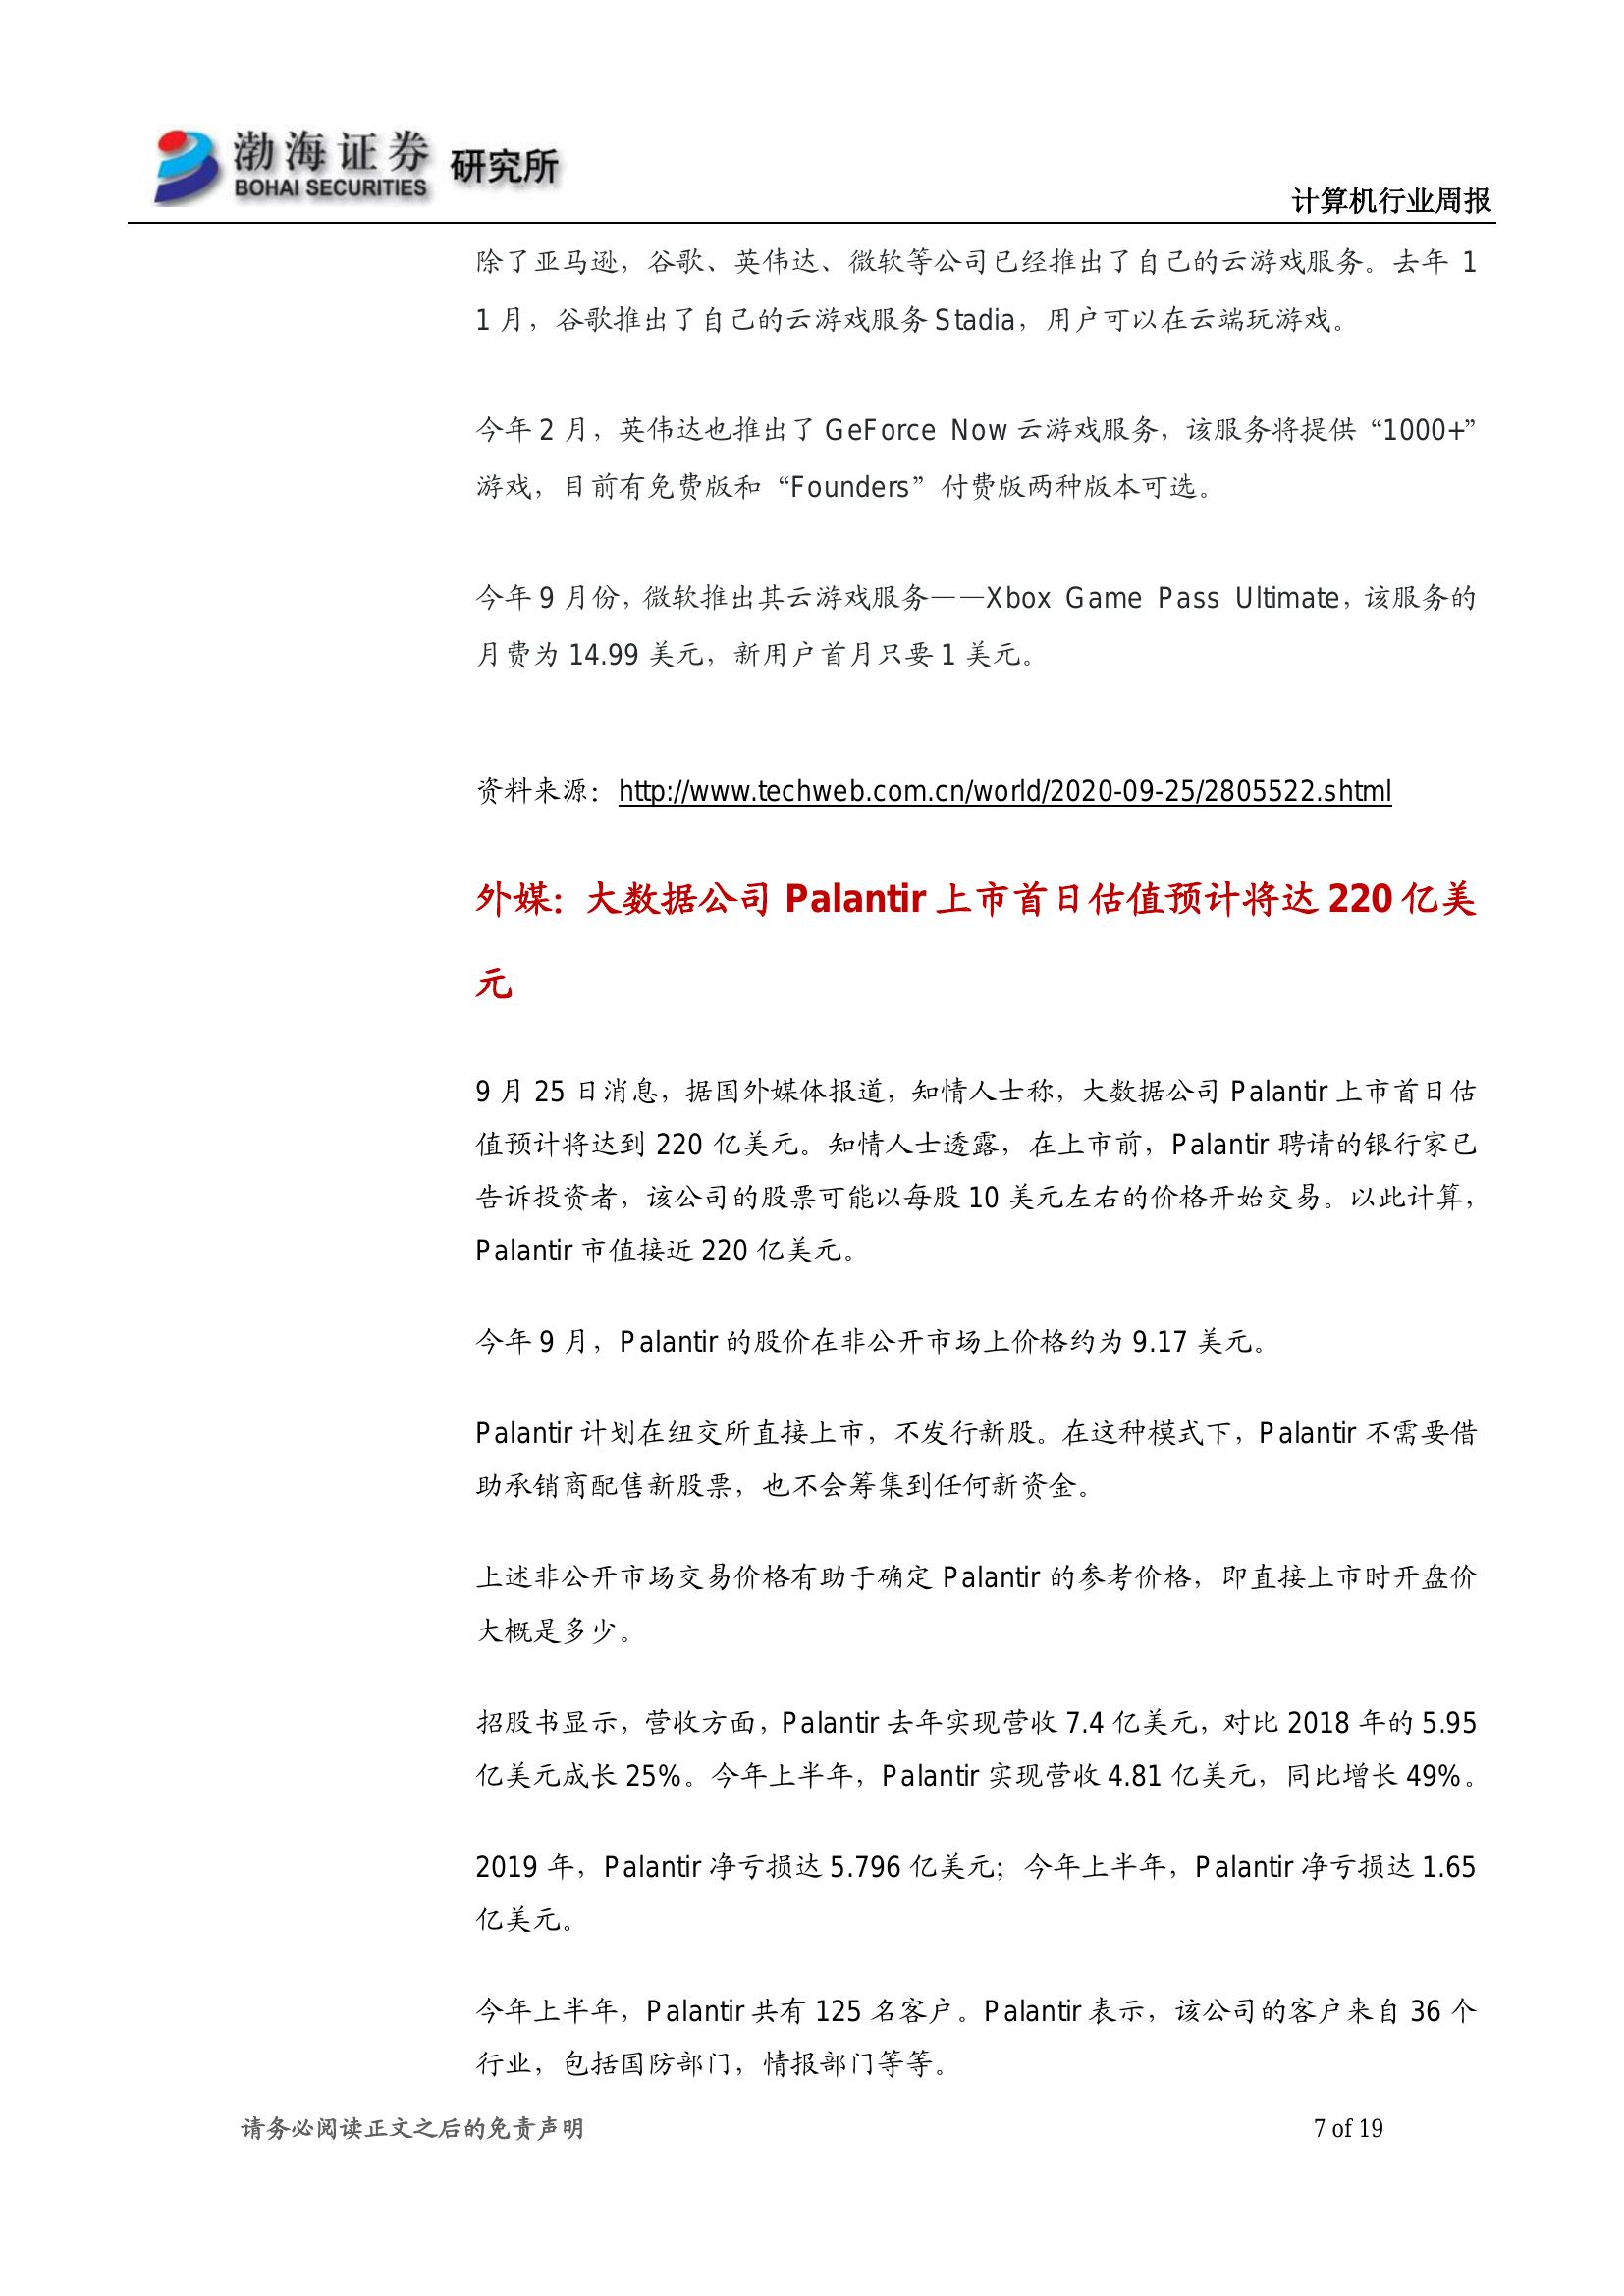 渤海证券 研究所
BOHAI SECURITIES
计算机行业周报
除了亚马逊，谷歌、英伟达、微软等公司已经推出了自己的云游戏服务。去年 1
1 月，谷歌推出了自己的云游戏服务 Stadia，用户可以在云端玩游戏。
今年 2 月，英伟达也推出了 GeForce Now 云游戏服务，该服务将提供“1000+”
游戏，目前有免费版和“Founders”付费版两种版本可选。
今年 9 月份，微软推出其云游戏服务——Xbox Game Pass Ultimate，该服务的
月费为 14.99 美元，新用户首月只要 1 美元。
资料来源：http://www.techweb.com.cn/world/2020-09-25/2805522.shtml
外媒：大数据公司 Palantir 上市首日估值预计将达 220 亿美
元
9 月 25 日消息，据国外媒体报道，知情人士称，大数据公司 Palantir 上市首日估
值预计将达到 220 亿美元。知情人士透露，在上市前，Palantir 聘请的银行家已
告诉投资者，该公司的股票可能以每股 10 美元左右的价格开始交易。以此计算，
Palantir 市值接近 220 亿美元。
今年 9 月，Palantir 的股价在非公开市场上价格约为 9.17 美元。
Palantir 计划在纽交所直接上市，不发行新股。在这种模式下，Palantir 不需要借
助承销商配售新股票，也不会筹集到任何新资金。
上述非公开市场交易价格有助于确定 Palantir 的参考价格，即直接上市时开盘价
大概是多少。
招股书显示，营收方面，Palantir 去年实现营收 7.4 亿美元，对比 2018 年的 5.95
亿美元成长 25%。今年上半年，Palantir 实现营收 4.81 亿美元，同比增长 49%。
2019 年，Palantir 净亏损达 5.796 亿美元；今年上半年，Palantir 净亏损达 1.65
亿美元。
今年上半年，Palantir 共有 125 名客户。Palantir 表示，该公司的客户来自 36 个
行业，包括国防部门，情报部门等等。
请务必阅读正文之后的免责声明
7 of 19